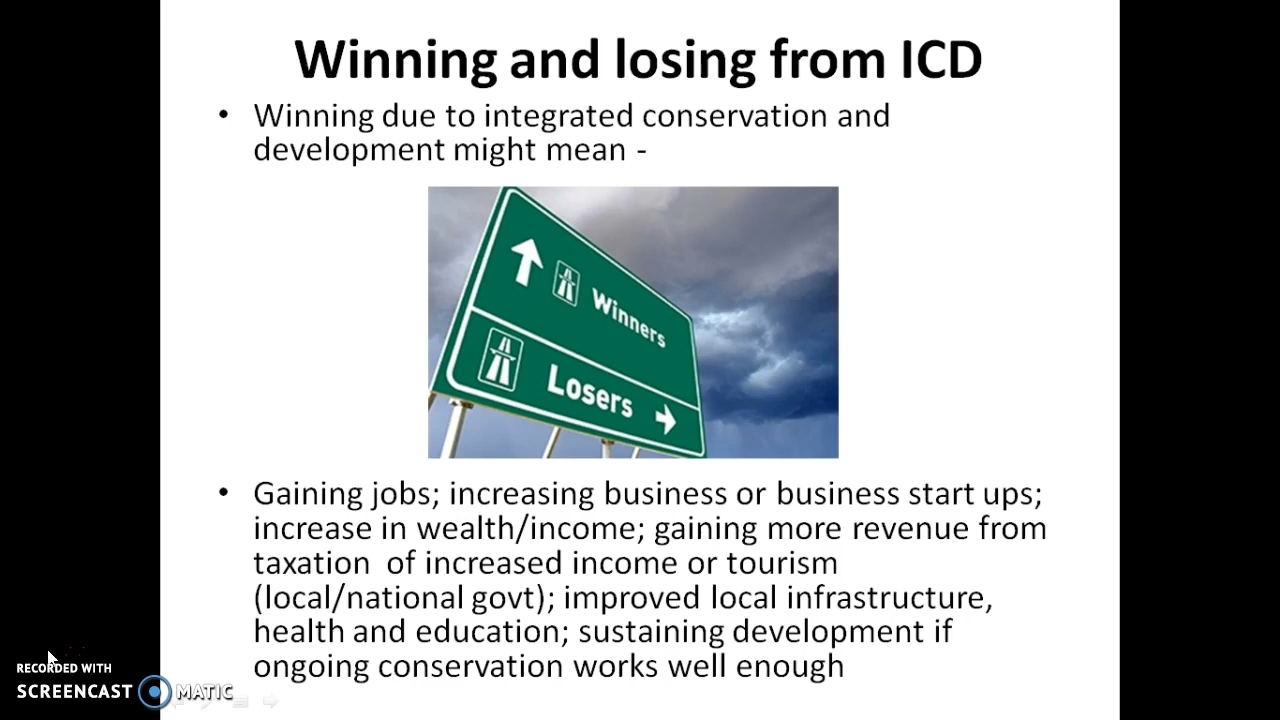 Winning and losing from ICD
• Winning due to integrated conservation and
development might mean -
Winners
Losers
• Gaining jobs; increasing business or business start ups;
increase in wealth/income; gaining more revenue from
taxation of increased income or tourism
(local/national govt); improved local infrastructure,
health and education; sustaining development if
ongoing conservation works well enough
RECORDED WITH
SCREENCAST MATIC